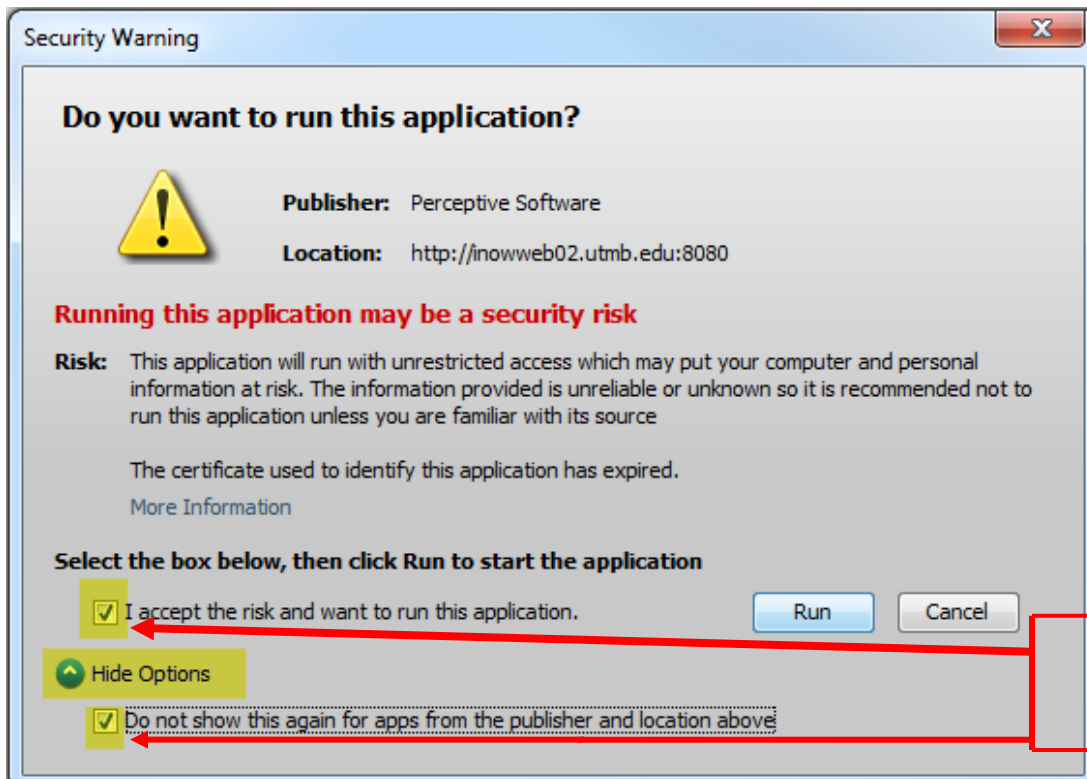 Security Warning
X
Do you want to run this application?
!
Publisher: Perceptive Software
Location: http://inowweb02.utmb.edu:8080
Running this application may be a security risk
Risk: This application will run with unrestricted access which may put your computer and personal
information at risk. The information provided is unreliable or unknown so it is recommended not to
run this application unless you are familiar with its source
The certificate used to identify this application has expired.
More Information
Select the box below, then click Run to start the application
I accept the risk and want to run this application. Run Cancel
Hide Options
Do not show this again for apps from the publisher and location above